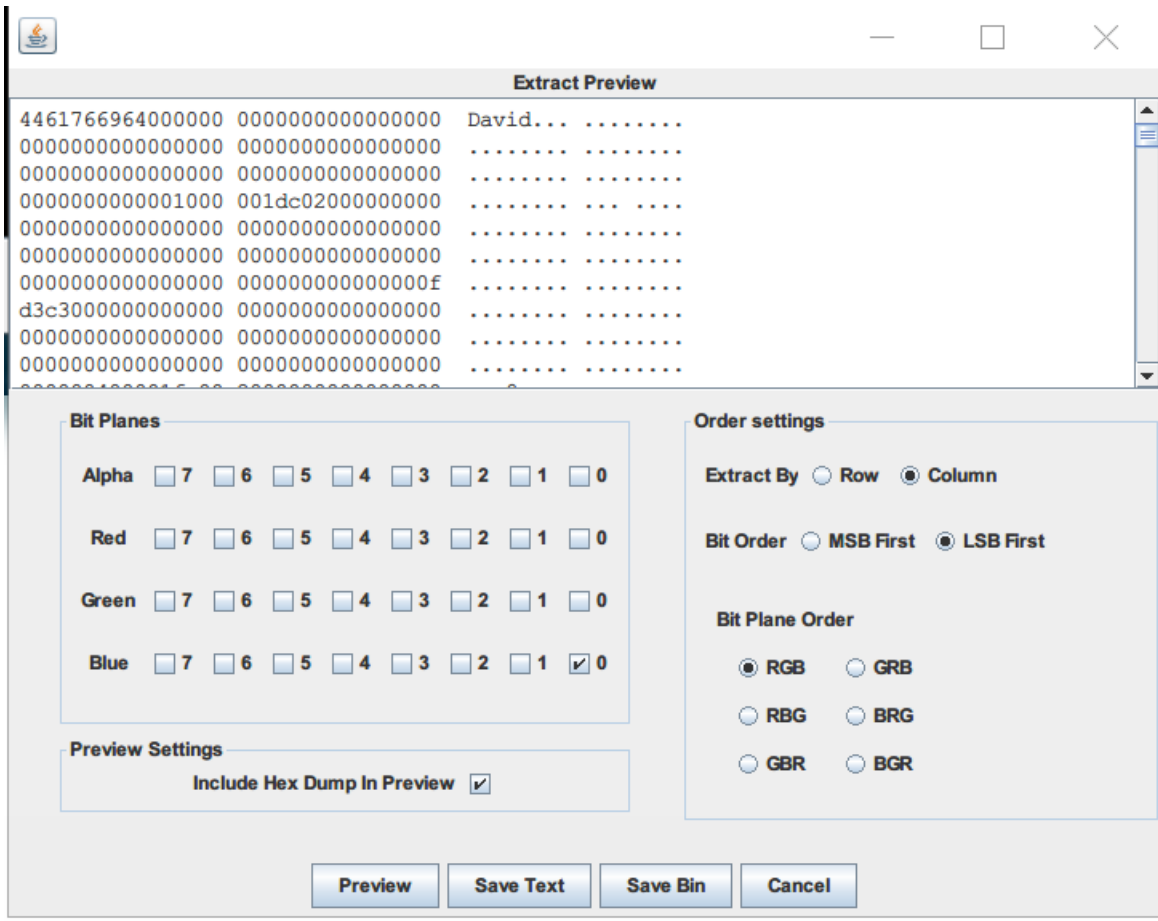 Extract Preview
4461766964000000 0000000000000000 David... ........
0000000000000000 0000000000000000 ........ ........
0000000000000000 0000000000000000 ........ ........
0000000000001000 001dc02000000000 ........ ... ....
0000000000000000 0000000000000000 ........ ........
0000000000000000 0000000000000000 ........ ........
0000000000000000 000000000000000f ........ ........
d3c3000000000000 0000000000000000 ........ ........
0000000000000000 0000000000000000 ........ ........
0000000000000000 0000000000000000 ........ ........
Bit Planes
Alpha 7 6 5 4 3 2 1 0
Red 7 6 5 4 3 2 1 0
Green 7 6 5 4 3 2 1 0
Blue 7 6 5 4 3 2 1 0
Preview Settings
Include Hex Dump In Preview
Order settings
Extract By Row Column
Bit Order MSB First LSB First
Bit Plane Order
RGB GRB
RBG BRG
GBR BGR
Preview Save Text Save Bin Cancel